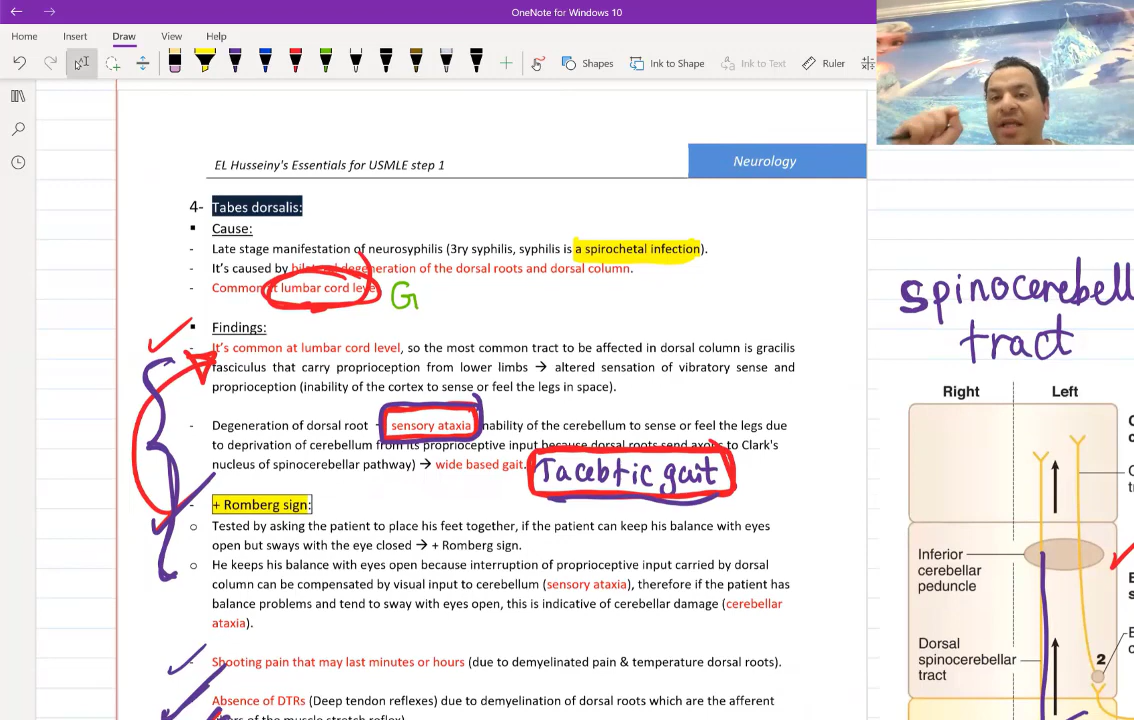 OneNote for Windows 10
Home Insert Draw View Help
Shapes Ink to Shape Ink to Text Ruler
EL Husseiny's Essentials for USMLE step 1
Neurology
4- Tabes dorsalis:
Cause:
- Late stage manifestation of neurosyphilis (3ry syphilis, syphilis is a spirochetal infection).
- It's caused by bilateral degeneration of the dorsal roots and dorsal column.
- Common at lumbar cord level
G
Findings:
- It's common at lumbar cord level, so the most common tract to be affected in dorsal column is gracilis
fasciculus that carry proprioception from lower limbs → altered sensation of vibratory sense and
proprioception (inability of the cortex to sense or feel the legs in space).
- Degeneration of dorsal root sensory ataxia inability of the cerebellum to sense or feel the legs due
to deprivation of cerebellum from its proprioceptive input because dorsal roots send axons to Clark's
nucleus of spinocerebellar pathway) → wide based gait.
Tacebtic gait
- + Romberg sign:
o Tested by asking the patient to place his feet together, if the patient can keep his balance with eyes
open but sways with the eye closed → + Romberg sign.
o He keeps his balance with eyes open because interruption of proprioceptive input carried by dorsal
column can be compensated by visual input to cerebellum (sensory ataxia), therefore if the patient has
balance problems and tend to sway with eyes open, this is indicative of cerebellar damage (cerebellar
ataxia).
- Shooting pain that may last minutes or hours (due to demyelinated pain & temperature dorsal roots).
Absence of DTRs (Deep tendon reflexes) due to demyelination of dorsal roots which are the afferent
of the muscle stretch reflex)
spinocerebell
tract
Right Left
Inferior
cerebellar
peduncle
Dorsal
spinocerebellar
tract
2